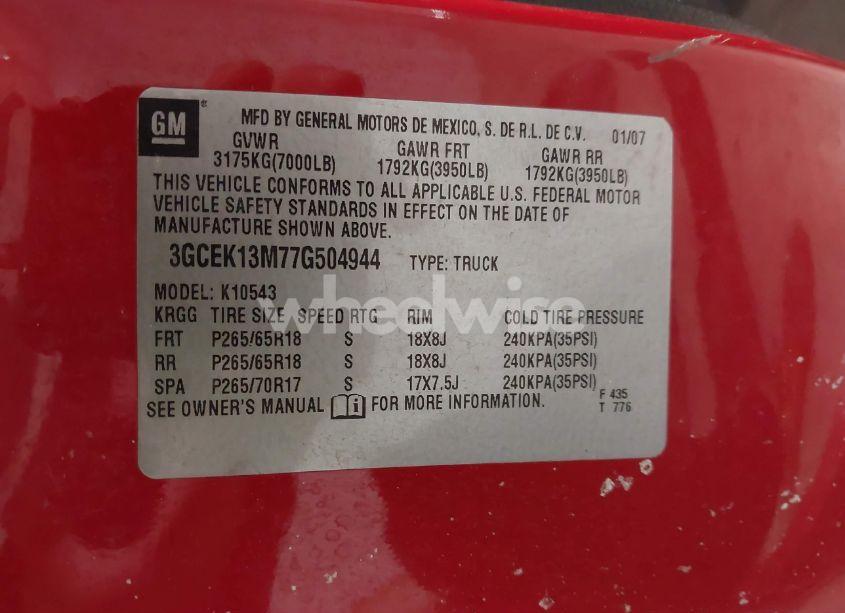 GM ® MFD BY GENERAL MOTORS DE MEXICO, S. DE R.L. DE C.V. 01/07
GVWR GAWR FRT GAWR RR
3175KG(7000LB) 1792KG(3950LB) 1792KG(3950LB)
THIS VEHICLE CONFORMS TO ALL APPLICABLE U.S. FEDERAL MOTOR
VEHICLE SAFETY STANDARDS IN EFFECT ON THE DATE OF
MANUFACTURE SHOWN ABOVE.
3GCEK13M77G504944 TYPE: TRUCK
MODEL: K10543
wheelwise
KRGG TIRE SIZE SPEED RTG RIM COLD TIRE PRESSURE
FRT P265/65R18 S 18X8J 240KPA(35PSI)
RR P265/65R18 S 18X8J 240KPA(35PSI)
SPA P265/70R17 S 17X7.5J 240KPA(35PSI)
SEE OWNER'S MANUAL i FOR MORE INFORMATION.
F 435
T 776